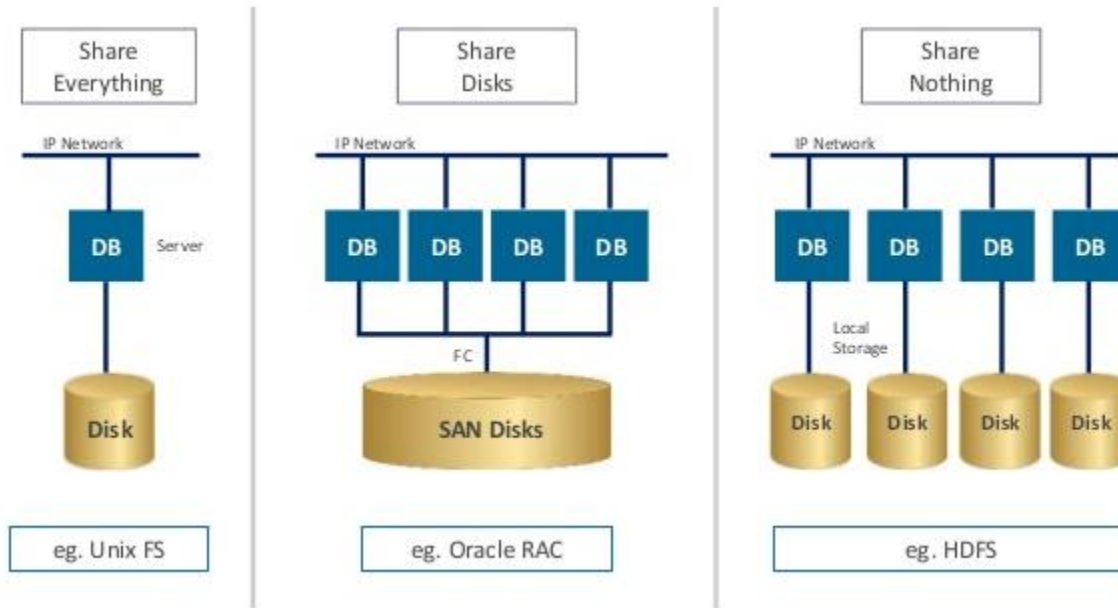 Share
Everything
IP Network
DB
Server
Disk
eg. Unix FS
Share
Disks
IP Network
DB DB DB DB
FC
SAN Disks
eg. Oracle RAC
Share
Nothing
IP Network
DB DB DB DB
Local
Storage
Disk Disk Disk Disk
eg. HDFS